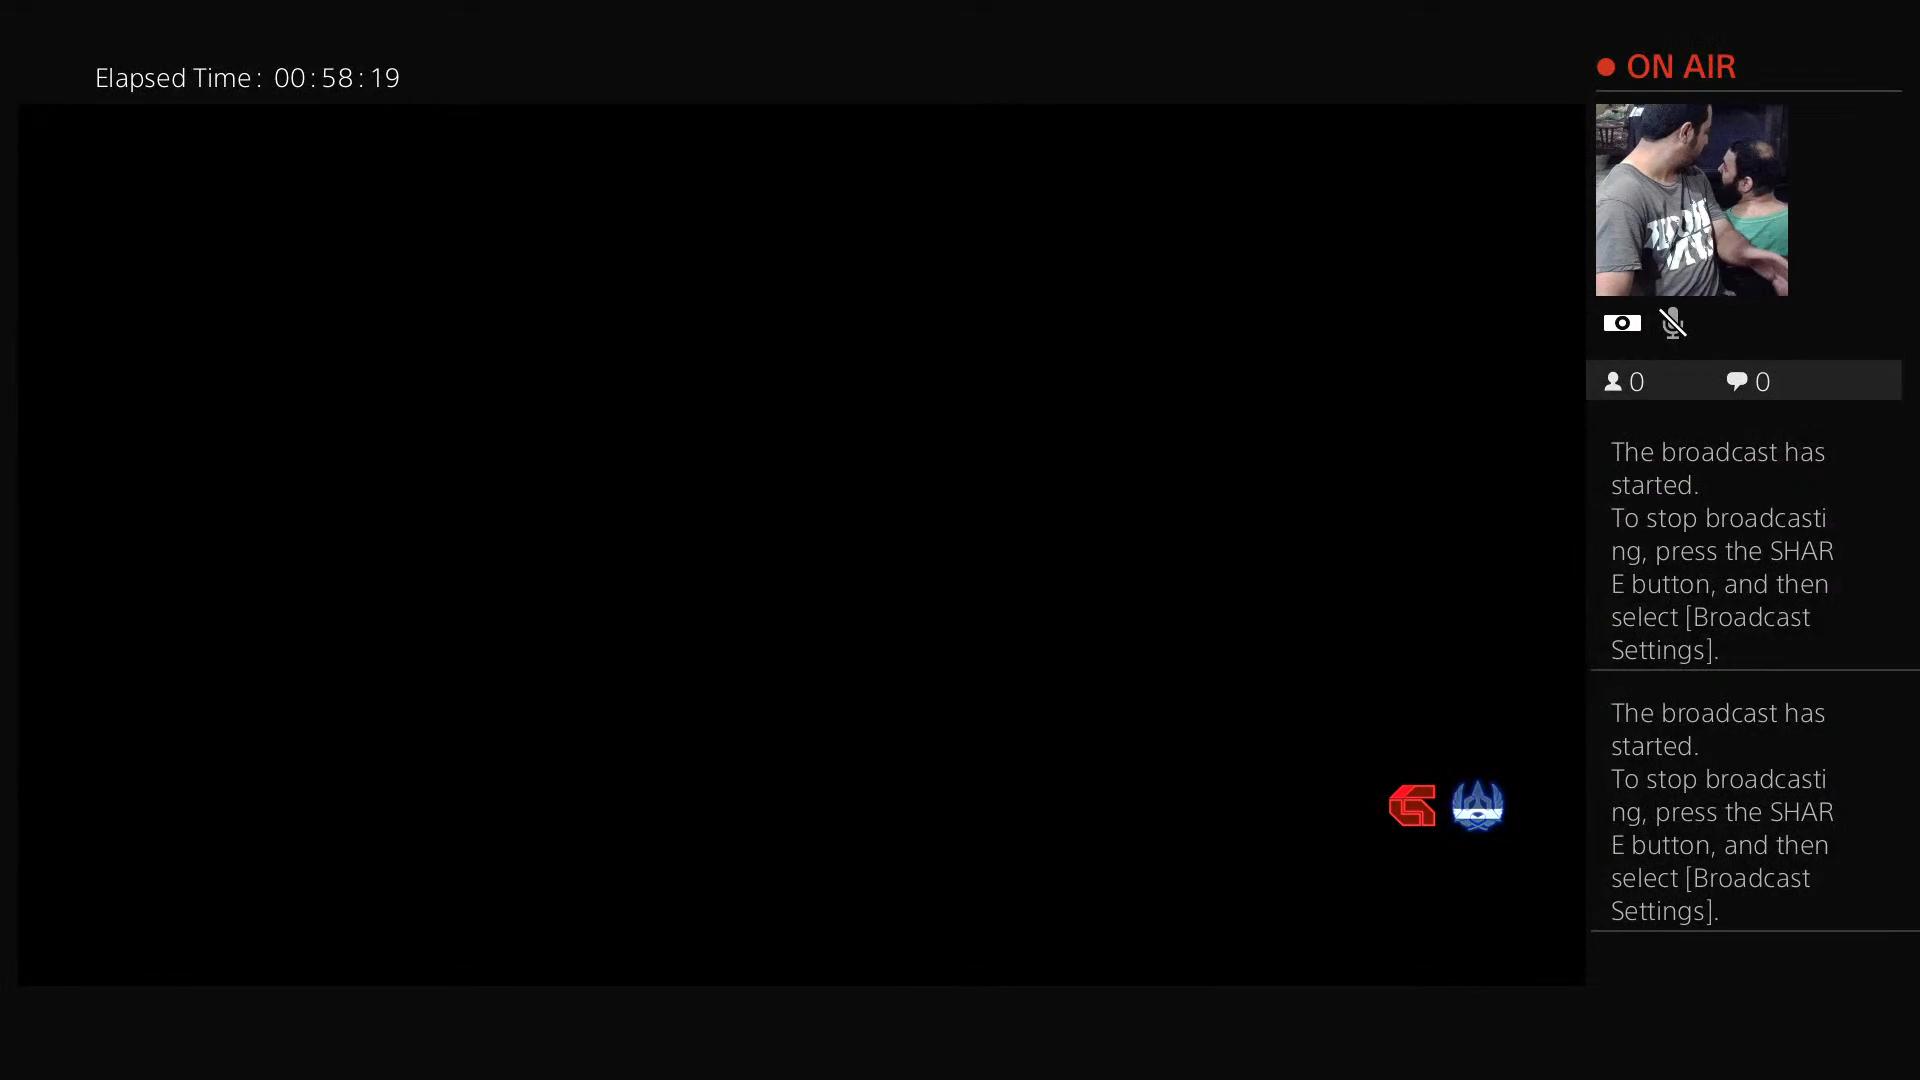 Elapsed Time: 00:58:19
ON AIR
0
0
The broadcast has
started.
To stop broadcasti
ng, press the SHAR
E button, and then
select [Broadcast
Settings].
The broadcast has
started.
To stop broadcasti
ng, press the SHAR
E button, and then
select [Broadcast
Settings].